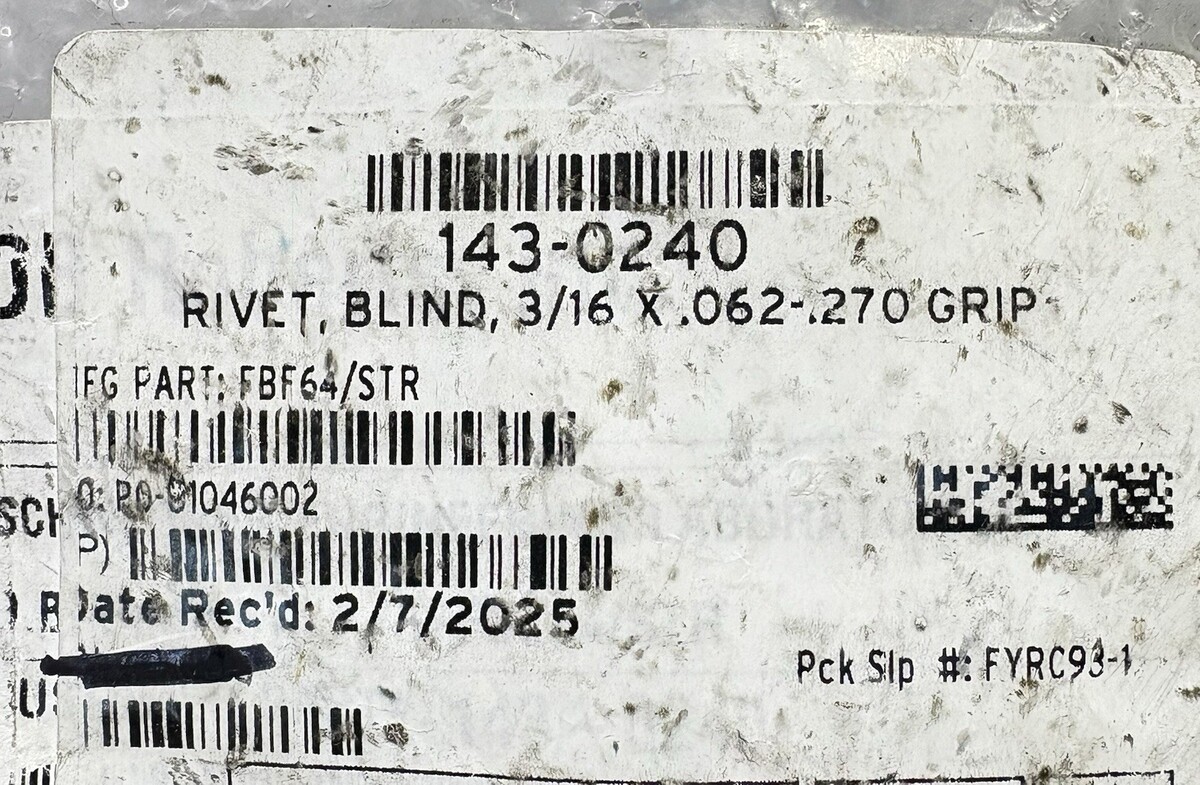 143-0240
RIVET, BLIND, 3/16 X .062-.270 GRIP
FG PART: FBF64/STR
O: PO-01046002
P)
Date Rec'd: 2/7/2025
Pck Slp #: FYRC93-1